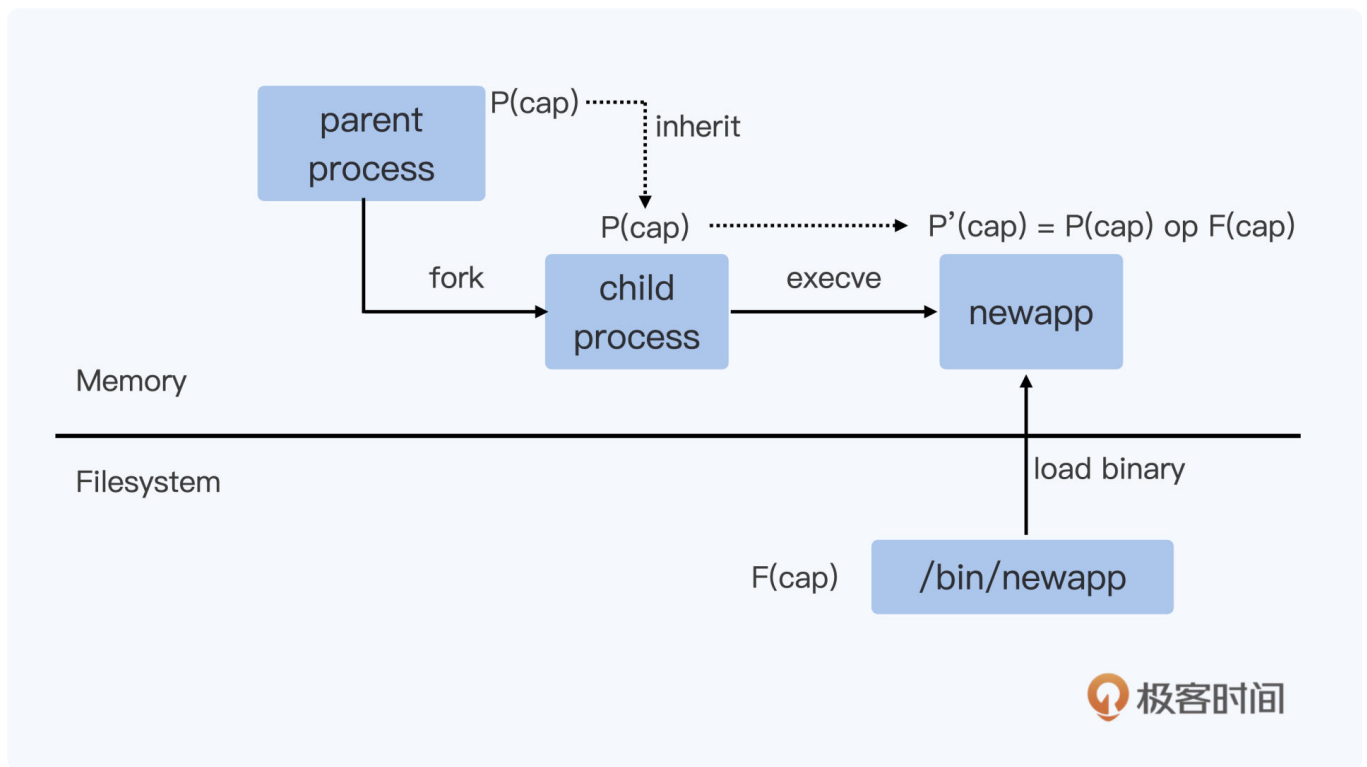 parent
process
P(cap)
inherit
P(cap)
P’(cap) = P(cap) op F(cap)
fork
child
process
execve
newapp
Memory
Filesystem
load binary
F(cap)
/bin/newapp
极客时间